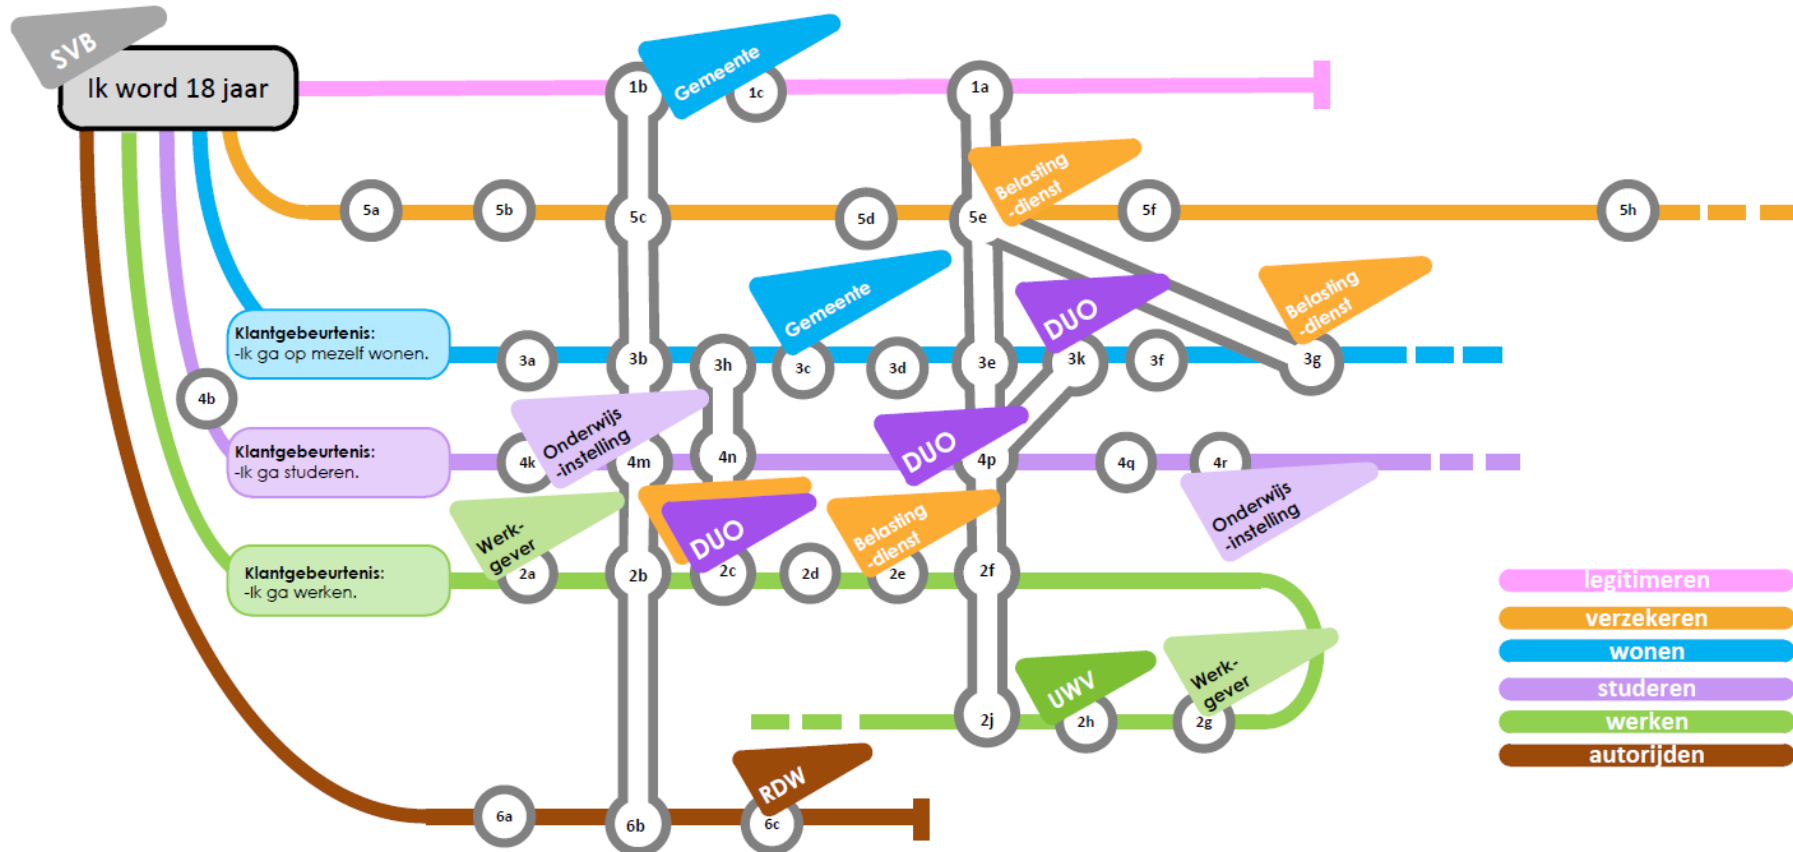 SVB
Ik word 18 jaar
Gemeente
1b
1c
1a
Belasting
-dienst
5a
5b
5c
5d
5e
5f
5h
Gemeente
DUO
Belasting
-dienst
Klantgebeurtenis:
-Ik ga op mezelf wonen.
3a
3b
3h
3c
3d
3e
3k
3f
3g
4b
Onderwijs
-instelling
DUO
Klantgebeurtenis:
-Ik ga studeren.
4k
4m
4n
4p
4q
4r
Onderwijs
-instelling
Werk-
gever
DUO
Belasting
-dienst
Klantgebeurtenis:
-Ik ga werken.
2a
2b
2c
2d
2e
2f
UWV
Werk-
gever
2j
2h
2g
RDW
6a
6b
6c
legitimeren
verzekeren
wonen
studeren
werken
autorijden